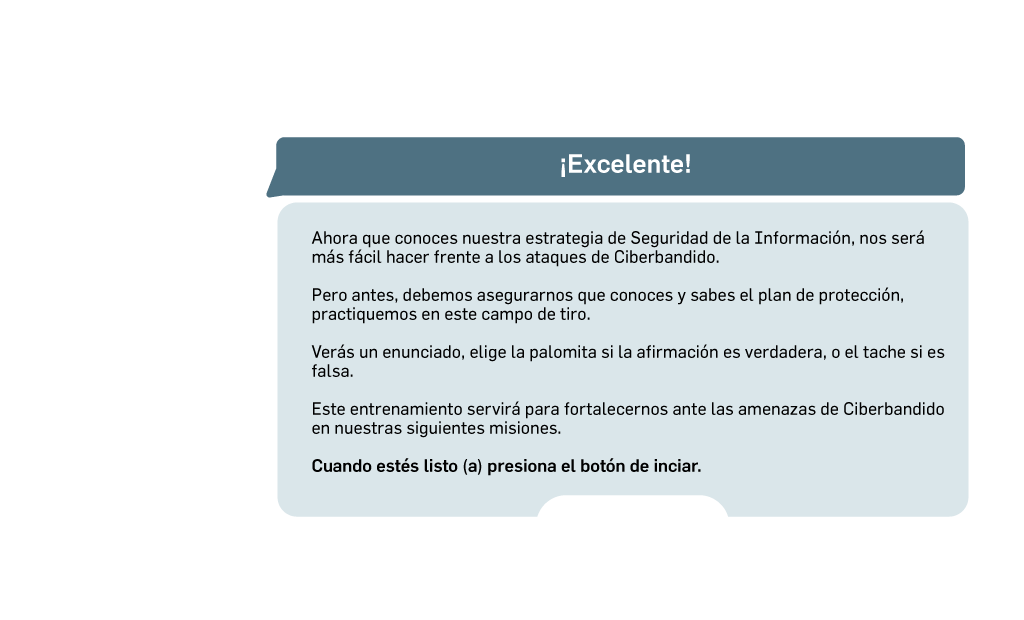 ¡Excelente!
Ahora que conoces nuestra estrategia de Seguridad de la Información, nos será
más fácil hacer frente a los ataques de Ciberbandido.
Pero antes, debemos asegurarnos que conoces y sabes el plan de protección,
practiquemos en este campo de tiro.
Verás un enunciado, elige la palomita si la afirmación es verdadera, o el tache si es
falsa.
Este entrenamiento servirá para fortalecernos ante las amenazas de Ciberbandido
en nuestras siguientes misiones.
Cuando estés listo (a) presiona el botón de inciar.